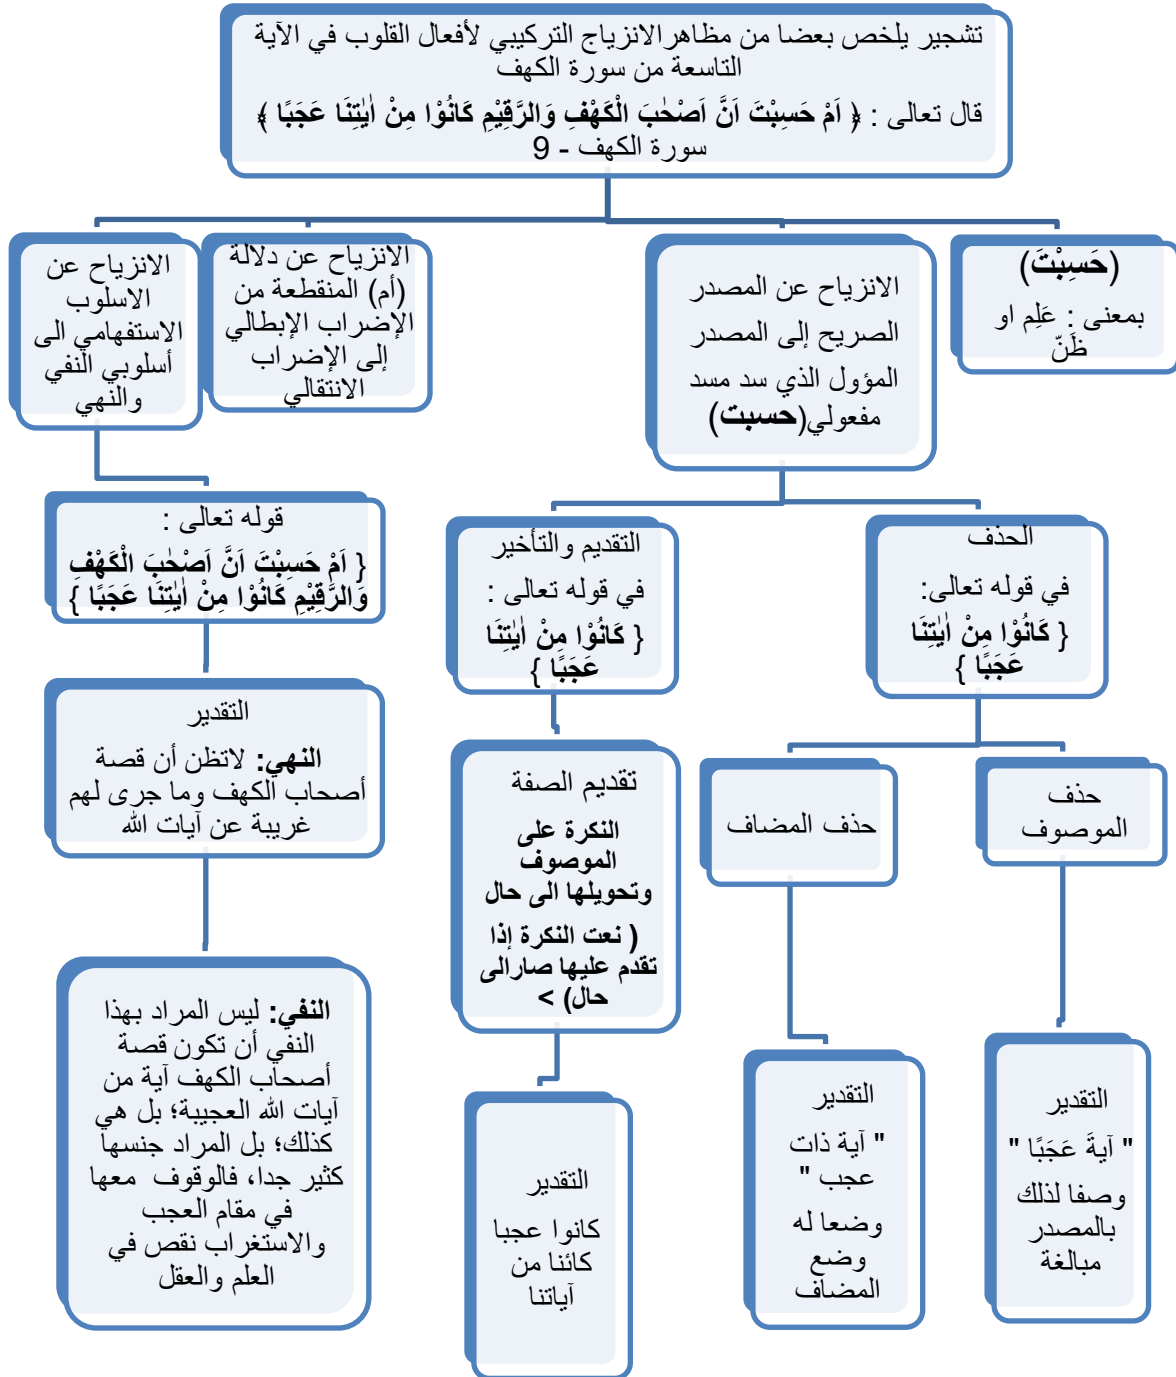 تشجير يلخص بعضا من مظاهرالانزياح التركيبي لأفعال القلوب في الآية
التاسعة من سورة الكهف
قال تعالى : ﴿ اَمْ حَسِبْتَ اَنَّ اَصْحٰبَ الْكَهْفِ وَالرَّقِيْمِ كَانُوْا مِنْ اٰيٰتِنَا عَجَبًا ﴾
سورة الكهف - 9
(حَسِبْتَ)
بمعنى : عَلِم او
ظَنّ
الانزياح عن المصدر
الصريح إلى المصدر
المؤول الذي سد مسد
مفعولي(حسبت)
الانزياح عن دلالة
(أم) المنقطعة من
الإضراب الإبطالي
إلى الإضراب
الانتقالي
الانزياح عن
الاسلوب
الاستفهامي الى
أسلوبي النفي
والنهي
الحذف
في قوله تعالى:
{ كَانُوْا مِنْ اٰيٰتِنَا
عَجَبًا }
التقديم والتأخير
في قوله تعالى :
{ كَانُوْا مِنْ اٰيٰتِنَا
عَجَبًا }
قوله تعالى :
{ اَمْ حَسِبْتَ اَنَّ اَصْحٰبَ الْكَهْفِ
وَالرَّقِيْمِ كَانُوْا مِنْ اٰيٰتِنَا عَجَبًا }
حذف
الموصوف
حذف المضاف
تقديم الصفة
النكرة على
الموصوف
وتحويلها الى حال
( نعت النكرة إذا
تقدم عليها صارالى
حال) >
التقدير
النهي: لاتظن أن قصة
أصحاب الكهف وما جرى لهم
غريبة عن آيات الله
التقدير
" آيةَ عَجَبًا "
وصفا لذلك
بالمصدر
مبالغة
التقدير
" آية ذات
عجب "
وضعا له
وضع
المضاف
التقدير
كانوا عجبا
كائنا من
آياتنا
النفي: ليس المراد بهذا
النفي أن تكون قصة
أصحاب الكهف آية من
آيات الله العجيبة؛ بل هي
كذلك؛ بل المراد جنسها
كثير جدا، فالوقوف معها
في مقام العجب
والاستغراب نقص في
العلم والعقل